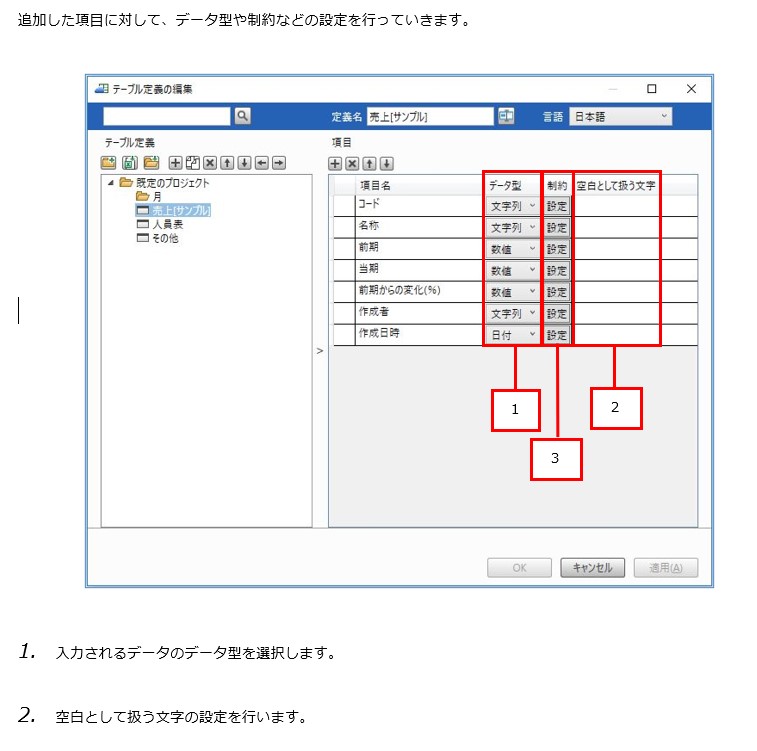 追加した項目に対して、データ型や制約などの設定を行っていきます。
テーブル定義の編集
定義名 売上[サンプル] 言語 日本語
テーブル定義
項目
既定のプロジェクト
月
売上[サンプル]
人員表
その他
項目名 データ型 制約 空白として扱う文字
コード 文字列 設定
名称 文字列 設定
前期 数値 設定
当期 数値 設定
前期からの変化(%) 数値 設定
作成者 文字列 設定
作成日時 日付 設定
>
1
2
3
OK キャンセル 適用(A)
1. 入力されるデータのデータ型を選択します。
2. 空白として扱う文字の設定を行います。